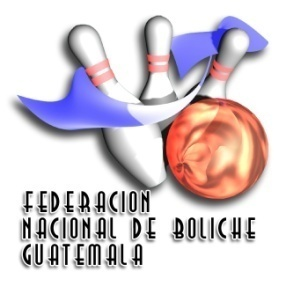 FEDERACION
NACIONAL DE BOLICHE
GUATEMALA